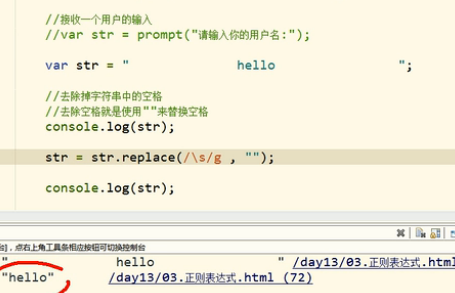 //接收一个用户的输入
//var str = prompt("请输入你的用户名:");
var str = "                  hello                  ";
//去除掉字符串中的空格
//去除空格就是使用""来替换空格
console.log(str);
str = str.replace(/\s/g , "");
console.log(str);
点右上角工具条相应按钮可切换控制台
"                  hello                  " /day13/03.正则表达式.html
"hello" /day13/03.正则表达式.html (72)